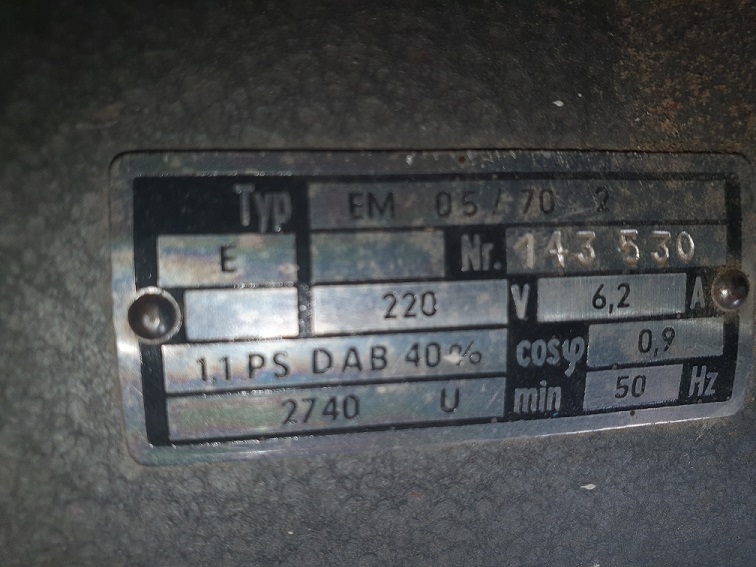 Typ EM 05/70 2
E Nr. 143 530
220 V 6,2 A
1,1 PS DAB 40% cosφ 0,9
2740 U min 50 Hz